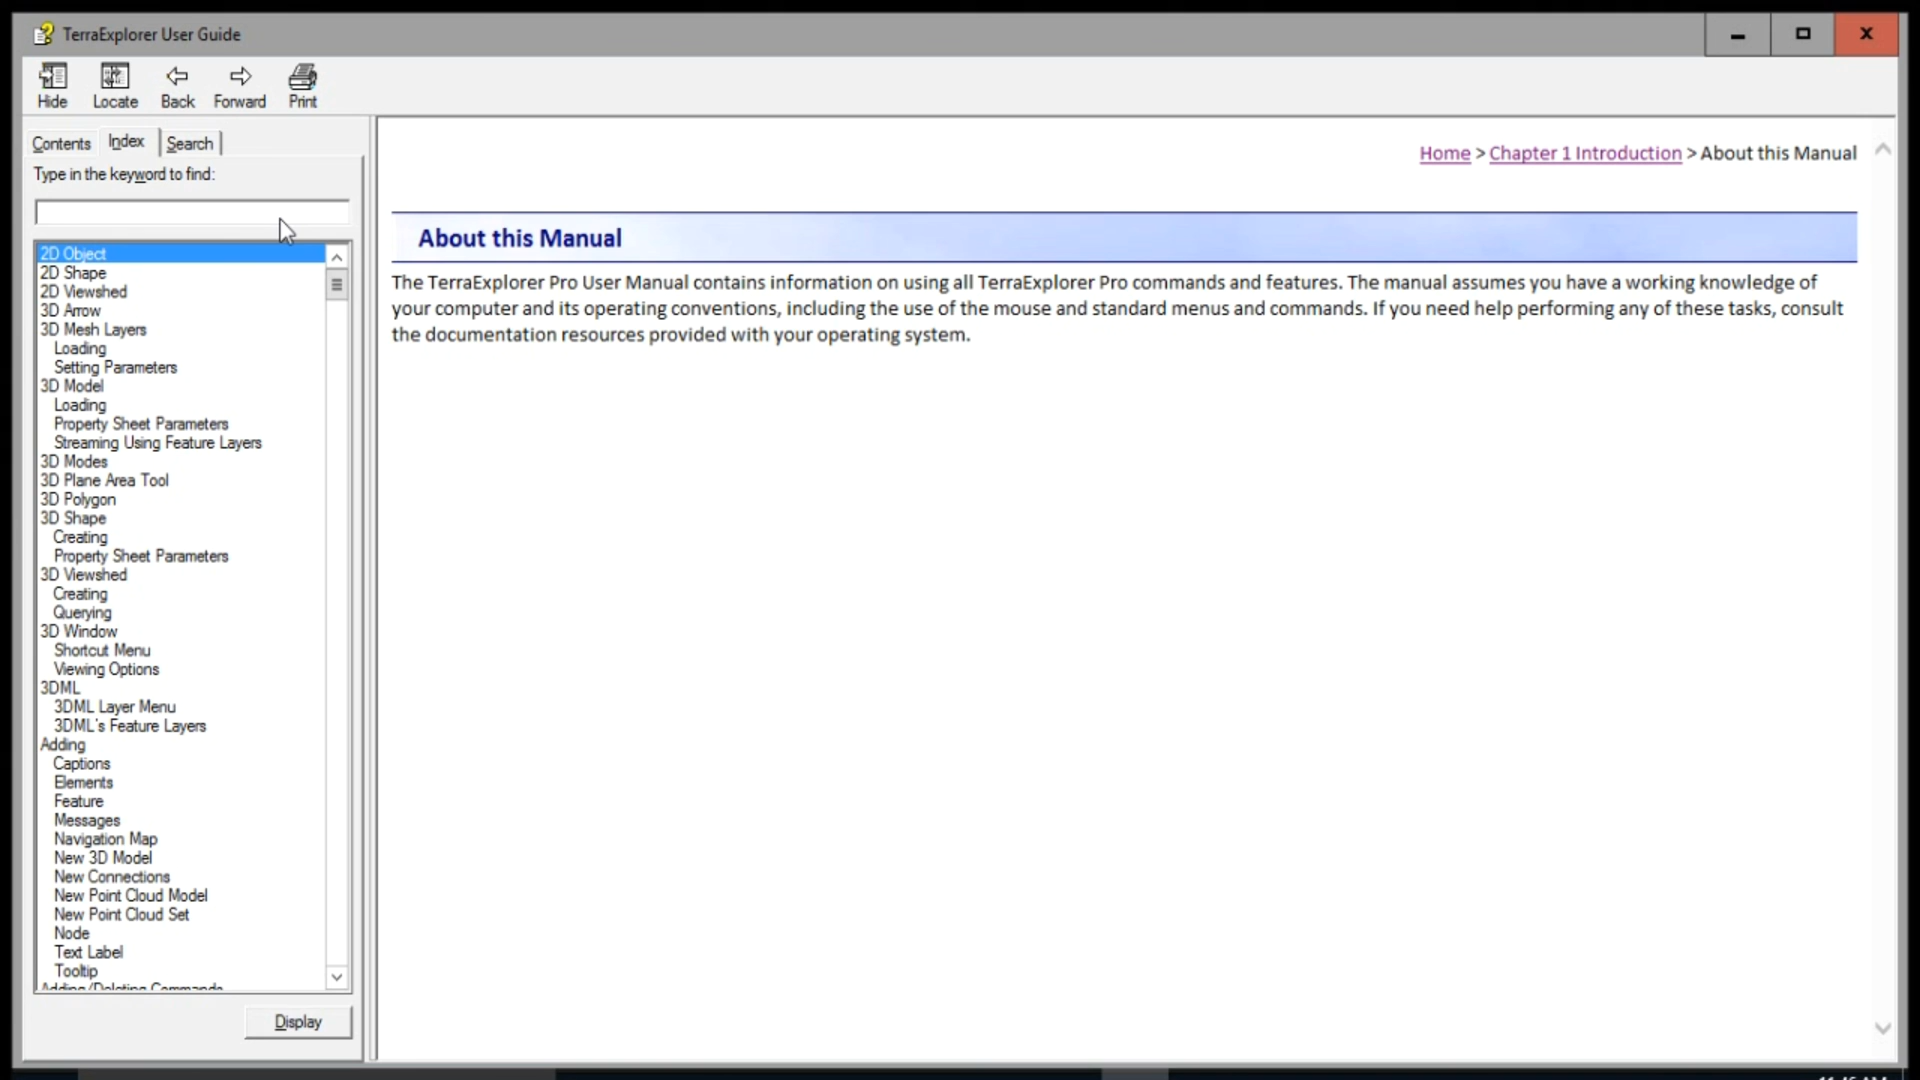 TerraExplorer User Guide
Hide Locate Back Forward Print
Contents Index Search
Type in the keyword to find:
2D Object
2D Shape
2D Viewshed
3D Arrow
3D Mesh Layers
Loading
Setting Parameters
3D Model
Loading
Property Sheet Parameters
Streaming Using Feature Layers
3D Modes
3D Plane Area Tool
3D Polygon
3D Shape
Creating
Property Sheet Parameters
3D Viewshed
Creating
Querying
3D Window
Shortcut Menu
Viewing Options
3DML
3DML Layer Menu
3DML's Feature Layers
Adding
Captions
Elements
Feature
Messages
Navigation Map
New 3D Model
New Connections
New Point Cloud Model
New Point Cloud Set
Node
Text Label
Tooltip
Adding/Deleting Commands
Display
Home > Chapter 1 Introduction > About this Manual
About this Manual
The TerraExplorer Pro User Manual contains information on using all TerraExplorer Pro commands and features. The manual assumes you have a working knowledge of
your computer and its operating conventions, including the use of the mouse and standard menus and commands. If you need help performing any of these tasks, consult
the documentation resources provided with your operating system.